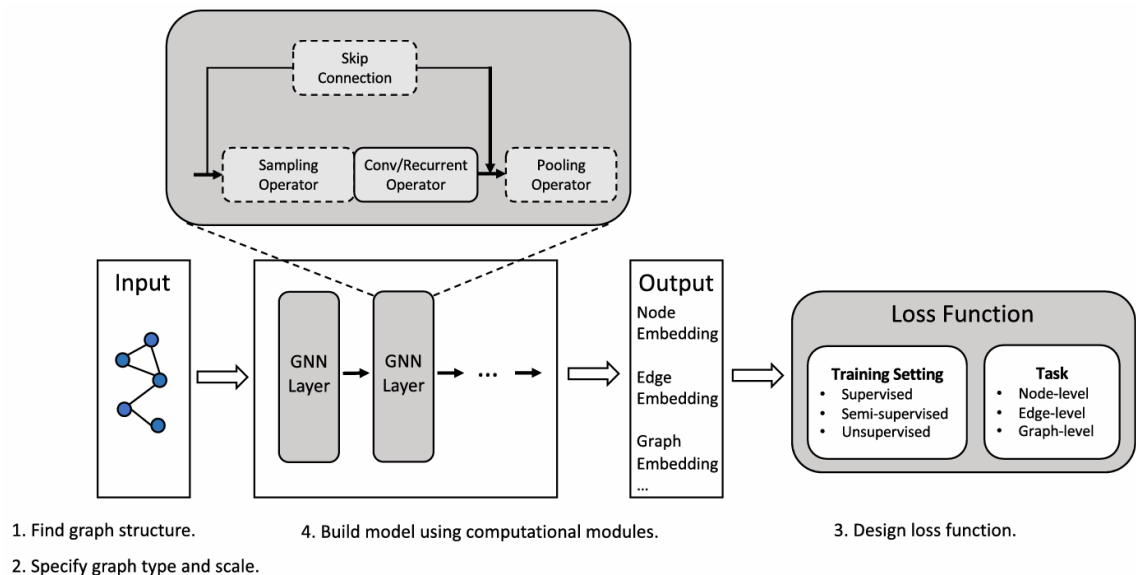 Skip
Connection
Sampling
Operator
Conv/Recurrent
Operator
Pooling
Operator
Input
GNN
Layer
GNN
Layer
...
Output
Node
Embedding
Edge
Embedding
Graph
Embedding
...
Loss Function
Training Setting
• Supervised
• Semi-supervised
• Unsupervised
Task
• Node-level
• Edge-level
• Graph-level
1. Find graph structure.
4. Build model using computational modules.
3. Design loss function.
2. Specify graph type and scale.